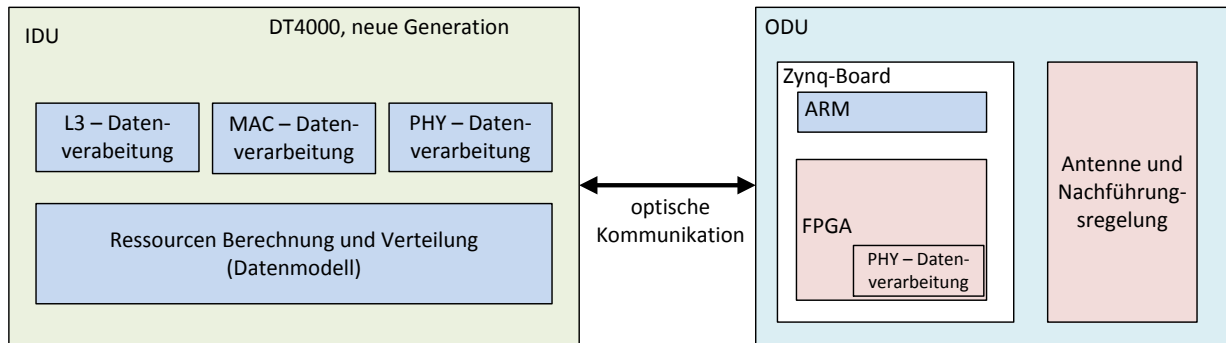 IDU
DT4000, neue Generation
L3 – Daten-
verabeitung
MAC – Daten-
verarbeitung
PHY – Daten-
verarbeitung
Ressourcen Berechnung und Verteilung
(Datenmodell)
optische
Kommunikation
ODU
Zynq-Board
ARM
FPGA
PHY – Daten-
verarbeitung
Antenne und
Nachführung-
sregelung